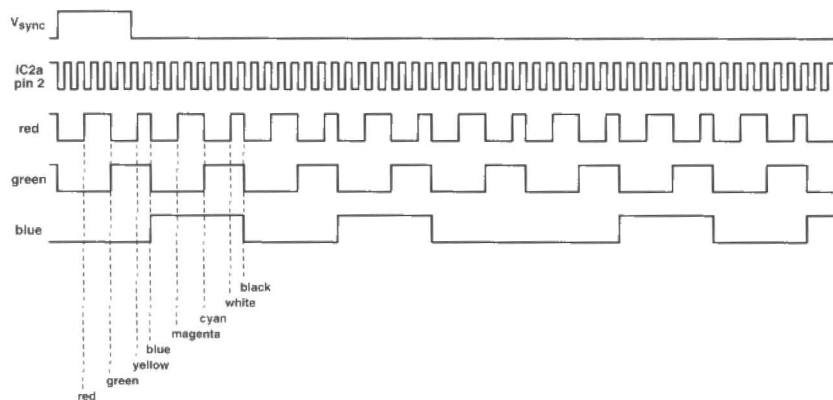 Vsync
IC2a
pin 2
red
green
blue
black
white
cyan
magenta
blue
yellow
green
red